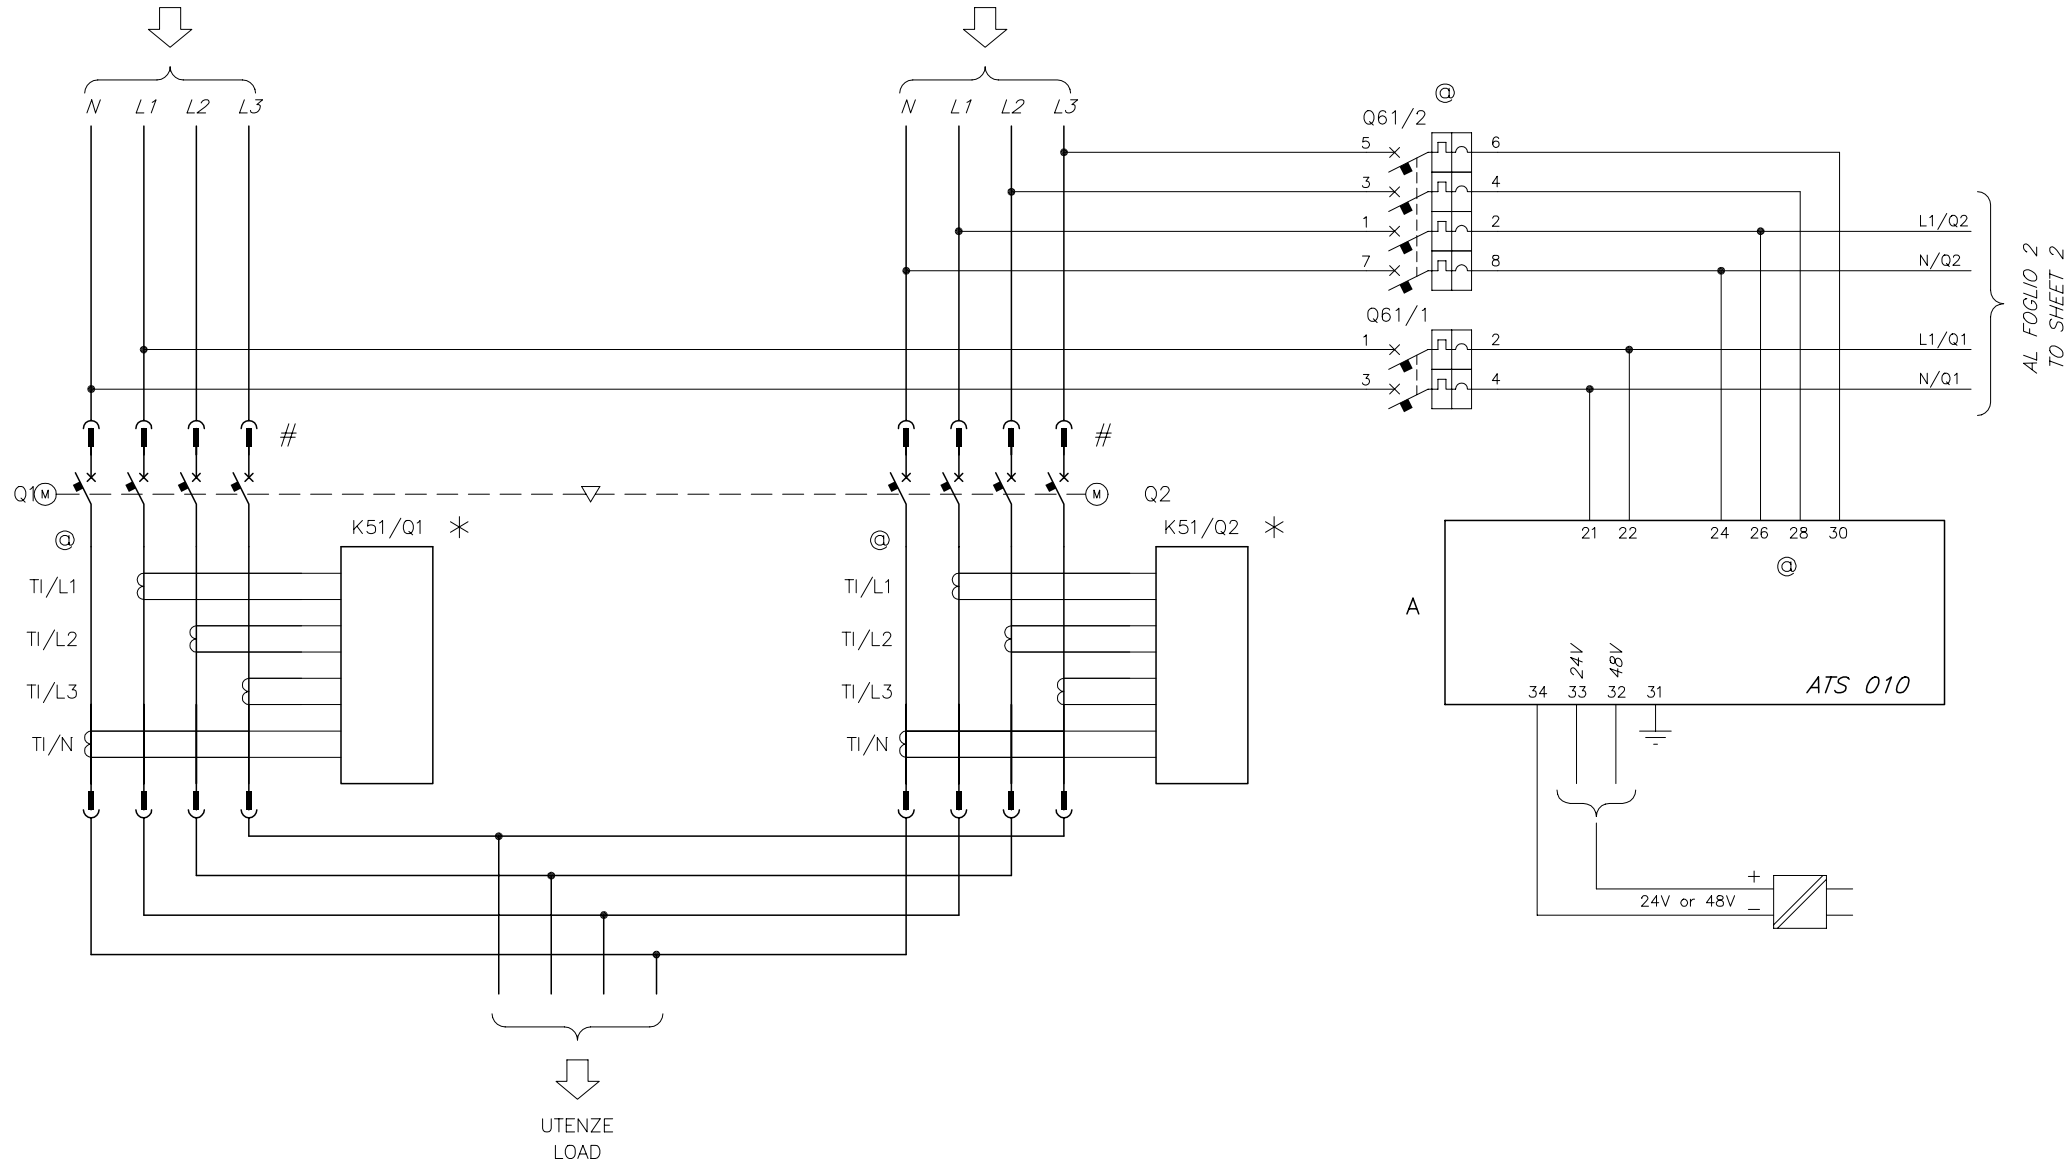 N L1 L2 L3
N L1 L2 L3
@
Q61/2
5 6
3 4
1 2 L1/Q2
7 8 N/Q2
Q61/1
1 2 L1/Q1
3 4 N/Q1
AL FOGLIO 2
TO SHEET 2
# #
Q1 M M Q2
@ K51/Q1 * @ K51/Q2 *
21 22 24 26 28 30
@
TI/L1 TI/L1
A
TI/L2 TI/L2
24V 48V
TI/L3 TI/L3
34 33 32 31 ATS 010
TI/N TI/N
+
24V or 48V –
UTENZE
LOAD